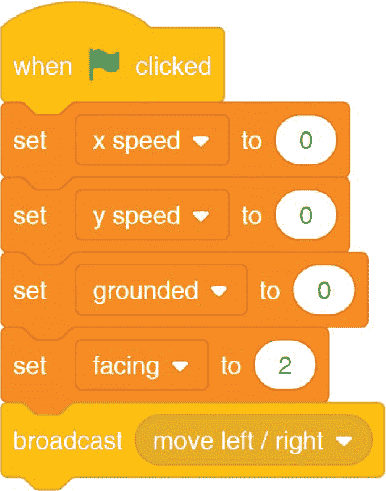 when clicked
set x speed to 0
set y speed to 0
set grounded to 0
set facing to 2
broadcast move left / right